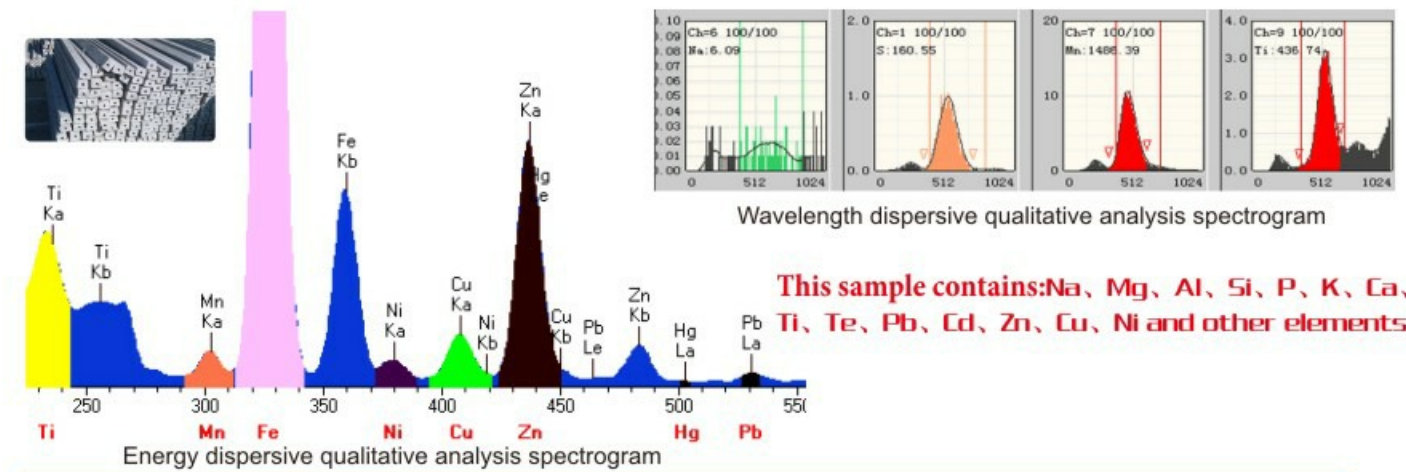 Ti
Ka
Ti
Kb
Mn
Ka
Fe
Kb
Ni
Ka
Cu
Ka
Ni
Kb
Zn
Ka
Hg
Le
Cu
Kb
Pb
Le
Zn
Kb
Hg
La
Pb
La
250 300 350 400 450 500 550
Ti Mn Fe Ni Cu Zn Hg Pb
Energy dispersive qualitative analysis spectrogram
0.10
0.09
0.08
0.07
0.06
0.05
0.04
0.03
0.02
0.01
0.00
Ch=6 100/100
Na:6.09
0 512 1024
2.0
1.0
0.0
Ch=1 100/100
S:160.55
0 512 1024
20
10
0
Ch=7 100/100
Mn:1486.39
0 512 1024
4.0
3.0
2.0
1.0
0.0
Ch=9 100/100
Ti:436.74
0 512 1024
Wavelength dispersive qualitative analysis spectrogram
This sample contains:Na、Mg、Al、Si、P、K、Ca、
Ti、Te、Pb、Cd、Zn、Cu、Ni and other elements